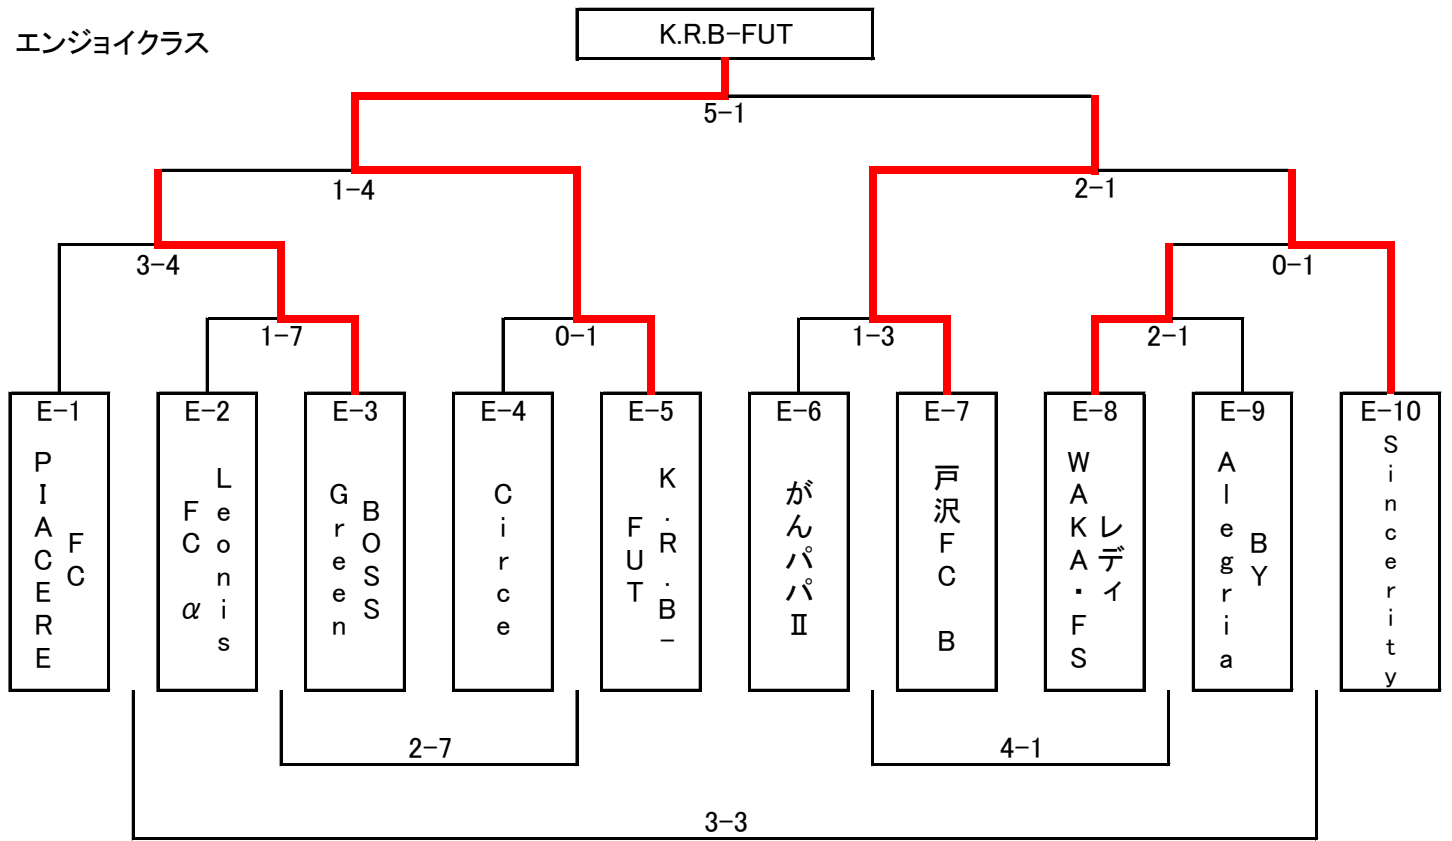 エンジョイクラス
K.R.B-FUT
5-1
1-4
2-1
3-4
0-1
1-7
0-1
1-3
2-1
E-1
PIACERE
FC
E-2
Leonis
FC α
E-3
Green
BOSS
E-4
Circe
E-5
K.R.B-
FUT
E-6
がんパパⅡ
E-7
戸沢FC B
E-8
WAKA・FS
レディ
E-9
Alegria
BY
E-10
Sincerity
2-7
4-1
3-3